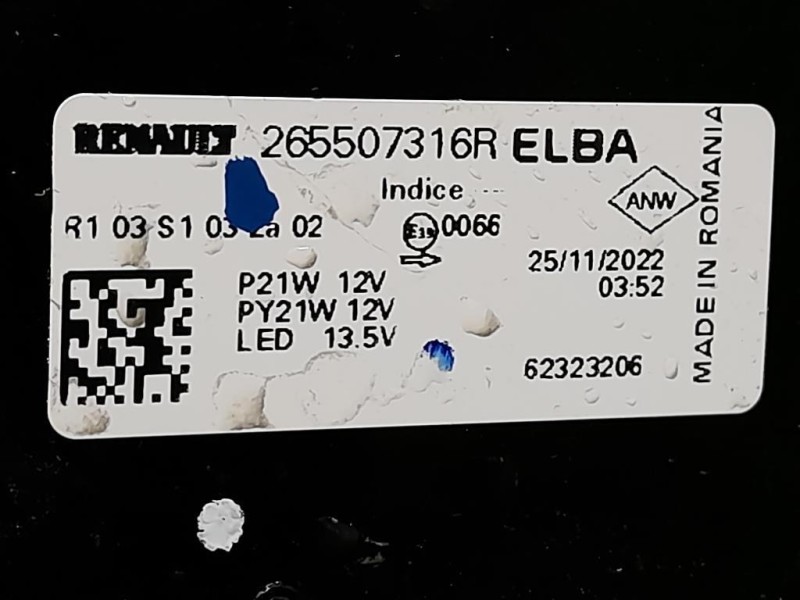 RENAULT 265507316R ELBA
Indice ---
ANW
R1 03 S1 03 02
0066
25/11/2022
03:52
P21W 12V
PY21W 12V
LED 13.5V
62323206
MADE IN ROMANIA